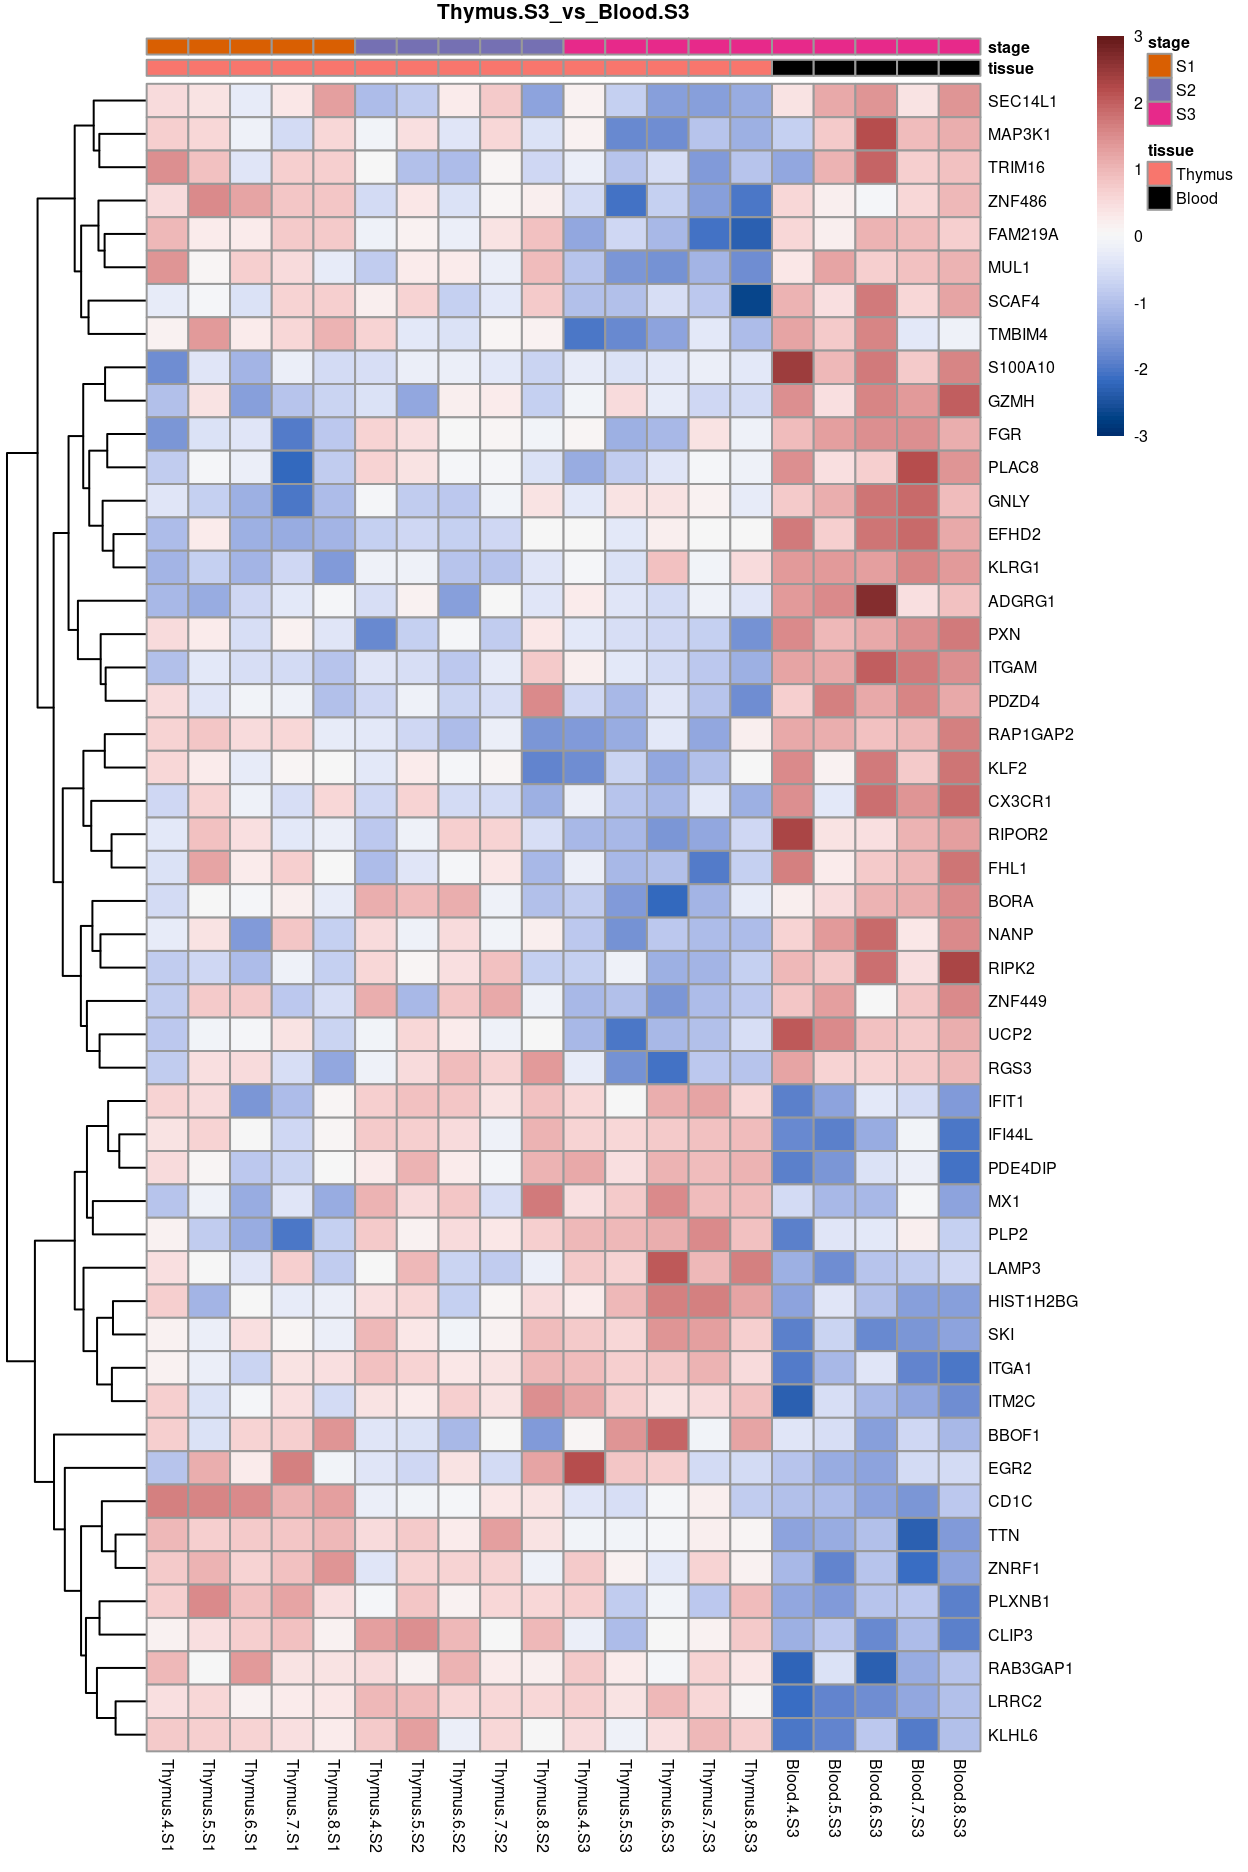 Thymus.S3_vs_Blood.S3
stage
tissue
SEC14L1
MAP3K1
TRIM16
ZNF486
FAM219A
MUL1
SCAF4
TMBIM4
S100A10
GZMH
FGR
PLAC8
GNLY
EFHD2
KLRG1
ADGRG1
PXN
ITGAM
PDZD4
RAP1GAP2
KLF2
CX3CR1
RIPOR2
FHL1
BORA
NANP
RIPK2
ZNF449
UCP2
RGS3
IFIT1
IFI44L
PDE4DIP
MX1
PLP2
LAMP3
HIST1H2BG
SKI
ITGA1
ITM2C
BBOF1
EGR2
CD1C
TTN
ZNRF1
PLXNB1
CLIP3
RAB3GAP1
LRRC2
KLHL6
Thymus.4.S1
Thymus.5.S1
Thymus.6.S1
Thymus.7.S1
Thymus.8.S1
Thymus.4.S2
Thymus.5.S2
Thymus.6.S2
Thymus.7.S2
Thymus.8.S2
Thymus.4.S3
Thymus.5.S3
Thymus.6.S3
Thymus.7.S3
Thymus.8.S3
Blood.4.S3
Blood.5.S3
Blood.6.S3
Blood.7.S3
Blood.8.S3
3
2
1
0
-1
-2
-3
stage
S1
S2
S3
tissue
Thymus
Blood